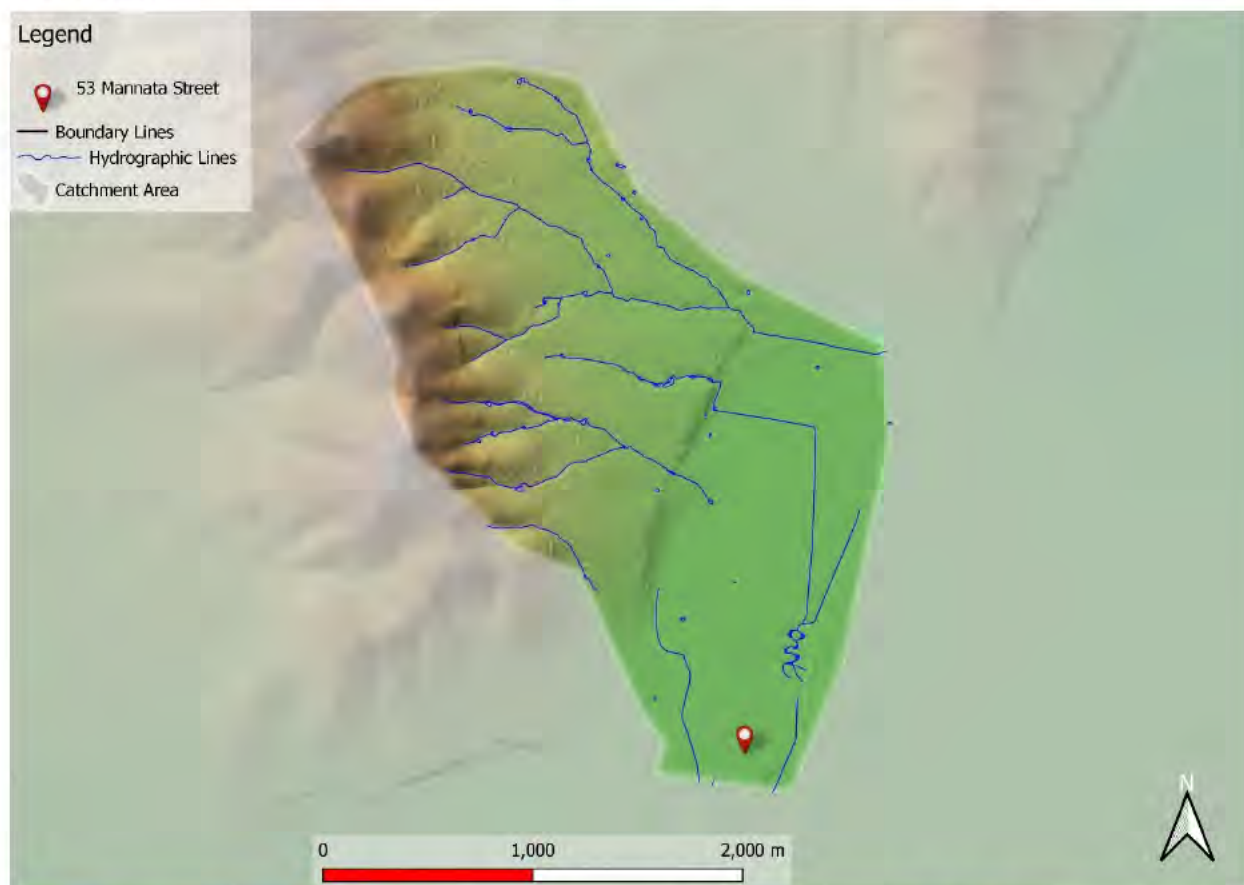 Legend
53 Mannata Street
Boundary Lines
Hydrographic Lines
Catchment Area
N
0 1,000 2,000 m